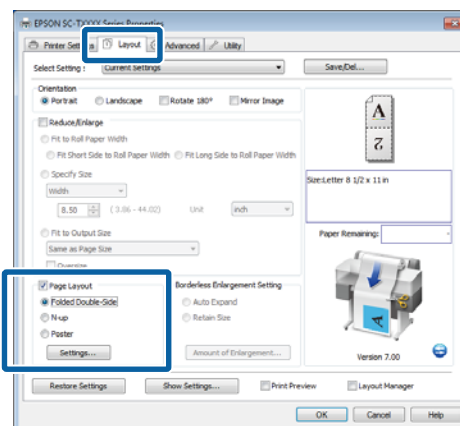 EPSON SC-TXXXX Series Properties
Printer Settings Layout Advanced Utility
Select Setting : Current Settings Save/Del...
Orientation
Portrait Landscape Rotate 180° Mirror Image
Reduce/Enlarge
Fit to Roll Paper Width
Fit Short Side to Roll Paper Width Fit Long Side to Roll Paper Width
Specify Size
Width
8.50 ( 3.86 - 44.02) Unit inch
Fit to Output Size
Same as Page Size
Oversize
A
2
Size:Letter 8 1/2 x 11 in
Paper Remaining:
Page Layout Borderless Enlargement Setting
Folded Double-Side Auto Expand
N-up Retain Size
Poster
Settings... Amount of Enlargement...
A
Version 7.00
Restore Settings Show Settings... Print Preview Layout Manager
OK Cancel Help